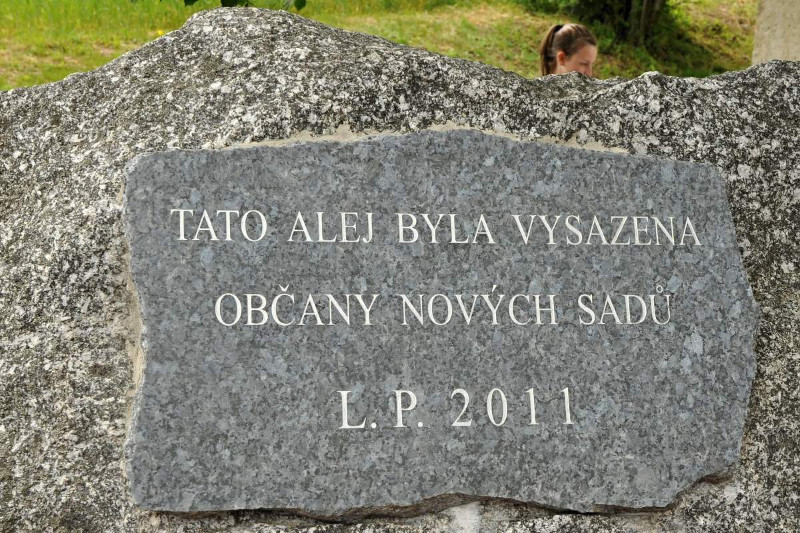 TATO ALEJ BYLA VYSAZENA
OBČANY NOVÝCH SADŮ
L. P. 2011